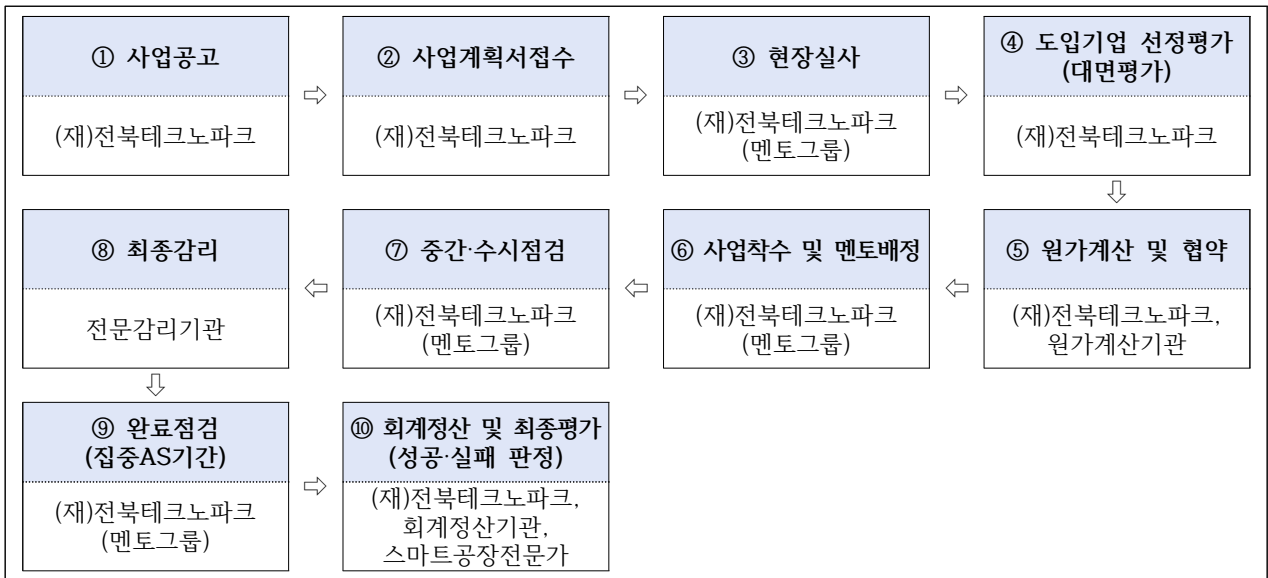 ① 사업공고
(재)전북테크노파크
⇨
② 사업계획서접수
(재)전북테크노파크
⇨
③ 현장실사
(재)전북테크노파크
(멘토그룹)
⇨
④ 도입기업 선정평가
(대면평가)
(재)전북테크노파크
⇩
⑤ 원가계산 및 협약
(재)전북테크노파크,
원가계산기관
⇦
⑥ 사업착수 및 멘토배정
(재)전북테크노파크
(멘토그룹)
⇦
⑦ 중간·수시점검
(재)전북테크노파크
(멘토그룹)
⇦
⑧ 최종감리
전문감리기관
⇩
⑨ 완료점검
(집중AS기간)
(재)전북테크노파크
(멘토그룹)
⇨
⑩ 회계정산 및 최종평가
(성공·실패 판정)
(재)전북테크노파크,
회계정산기관,
스마트공장전문가